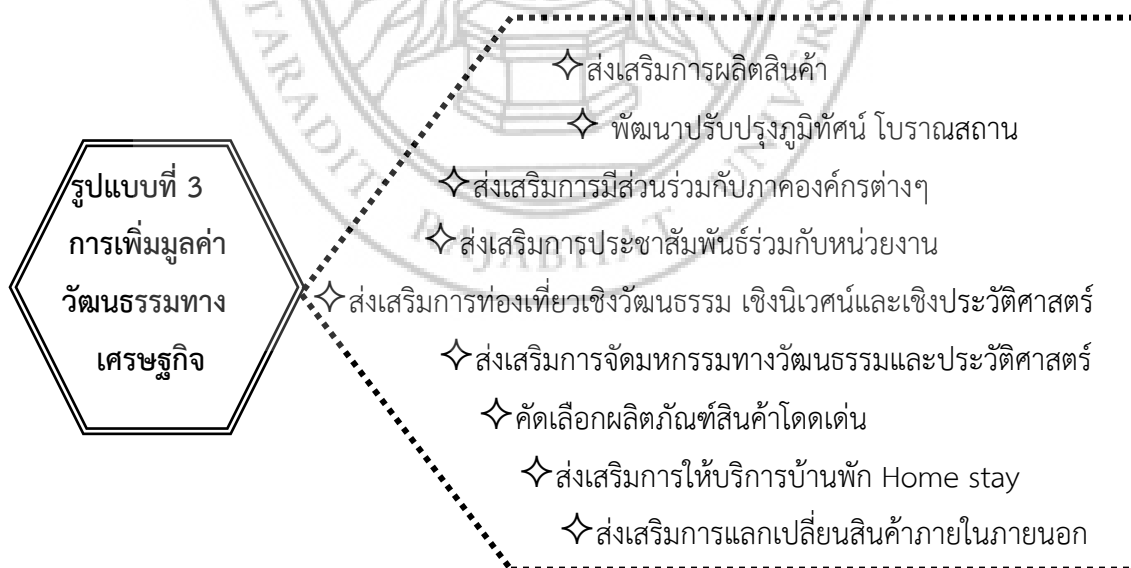 รูปแบบที่ 3
การเพิ่มมูลค่า
วัฒนธรรมทาง
เศรษฐกิจ
ส่งเสริมการผลิตสินค้า
พัฒนาปรับปรุงภูมิทัศน์ โบราณสถาน
ส่งเสริมการมีส่วนร่วมกับภาคองค์กรต่างๆ
ส่งเสริมการประชาสัมพันธ์ร่วมกับหน่วยงาน
ส่งเสริมการท่องเที่ยวเชิงวัฒนธรรม เชิงนิเวศน์และเชิงประวัติศาสตร์
ส่งเสริมการจัดมหกรรมทางวัฒนธรรมและประวัติศาสตร์
คัดเลือกผลิตภัณฑ์สินค้าโดดเด่น
ส่งเสริมการให้บริการบ้านพัก Home stay
ส่งเสริมการแลกเปลี่ยนสินค้าภายในภายนอก
TARADIT RAJABHAT UNIVERS